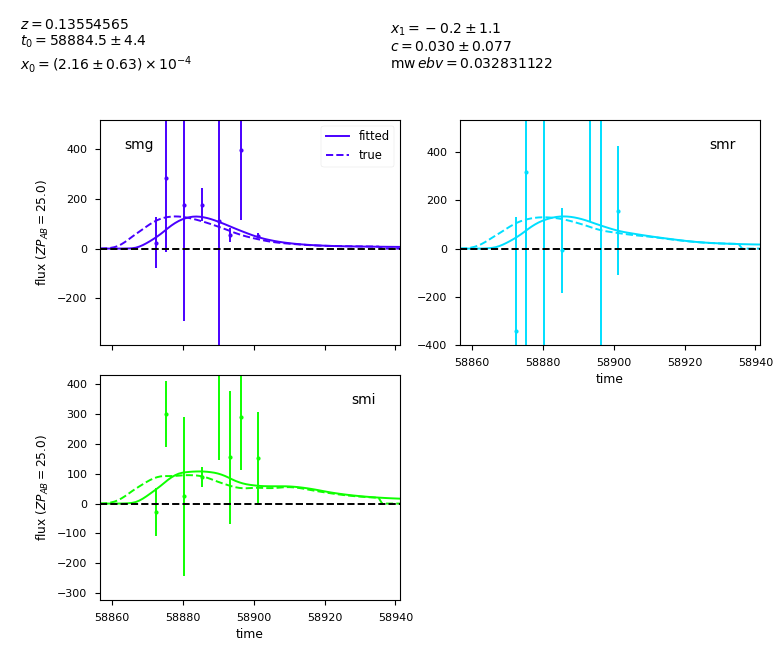 z = 0.13554565
t₀ = 58884.5 ± 4.4
x₀ = (2.16 ± 0.63) × 10⁻⁴
x₁ = −0.2 ± 1.1
c = 0.030 ± 0.077
mw ebv = 0.032831122
smg
fitted
true
400
200
0
−200
flux (ZP_AB = 25.0)
smr
400
200
0
−200
−400
58860 58880 58900 58920 58940
time
smi
400
300
200
100
0
−100
−200
−300
flux (ZP_AB = 25.0)
58860 58880 58900 58920 58940
time